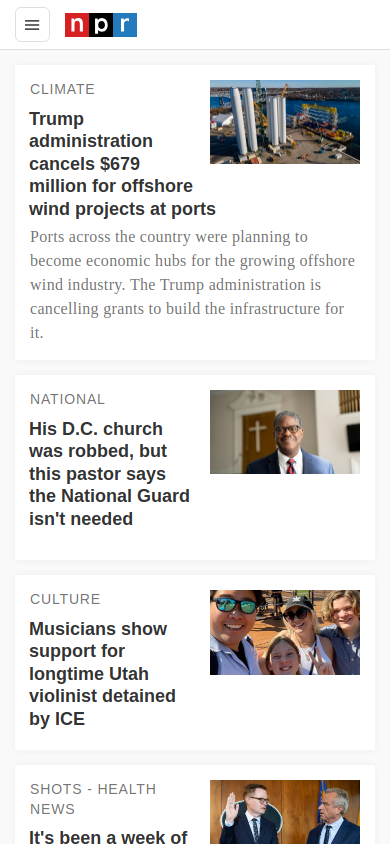 npr
CLIMATE
Trump
administration
cancels $679
million for offshore
wind projects at ports
Ports across the country were planning to
become economic hubs for the growing offshore
wind industry. The Trump administration is
cancelling grants to build the infrastructure for
it.
NATIONAL
His D.C. church
was robbed, but
this pastor says
the National Guard
isn't needed
CULTURE
Musicians show
support for
longtime Utah
violinist detained
by ICE
SHOTS - HEALTH
NEWS
It's been a week of